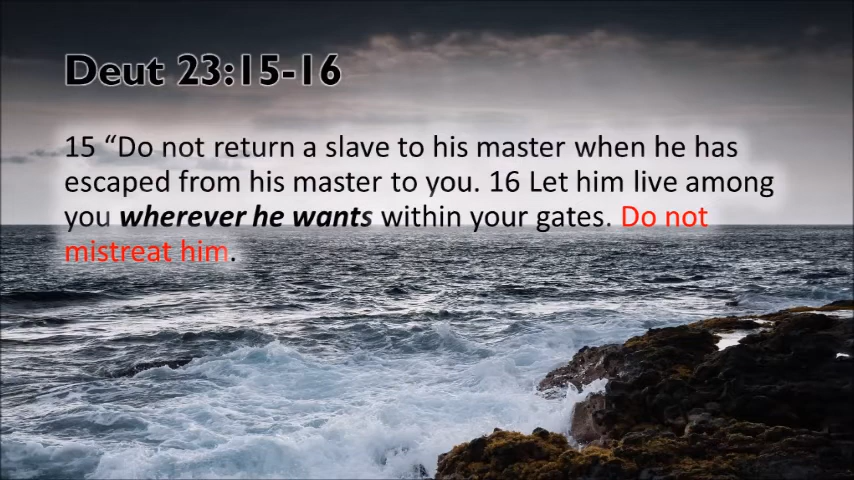 Deut 23:15-16
15 “Do not return a slave to his master when he has
escaped from his master to you. 16 Let him live among
you wherever he wants within your gates. Do not
mistreat him.